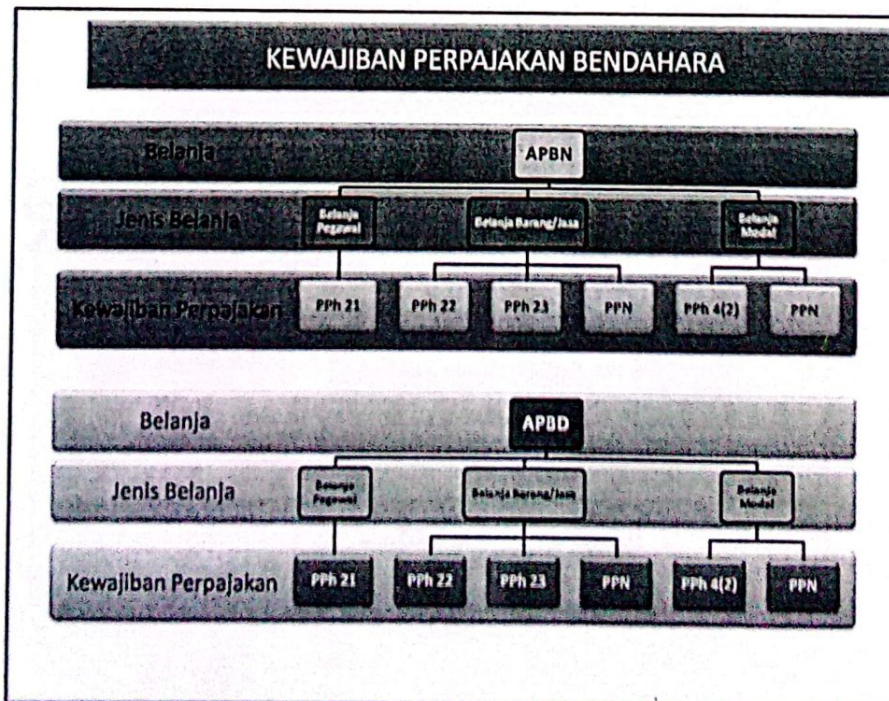 KEWAJIBAN PERPAJAKAN BENDAHARA
Belanja
APBN
Jenis Belanja
Belanja
Pegawai
Belanja Barang/Jasa
Belanja
Modal
Kewajiban Perpajakan
PPh 21
PPh 22
PPh 23
PPN
PPh 4(2)
PPN
Belanja
APBD
Jenis Belanja
Belanja
Pegawai
Belanja Barang/Jasa
Belanja
Modal
Kewajiban Perpajakan
PPh 21
PPh 22
PPh 23
PPN
PPh 4(2)
PPN